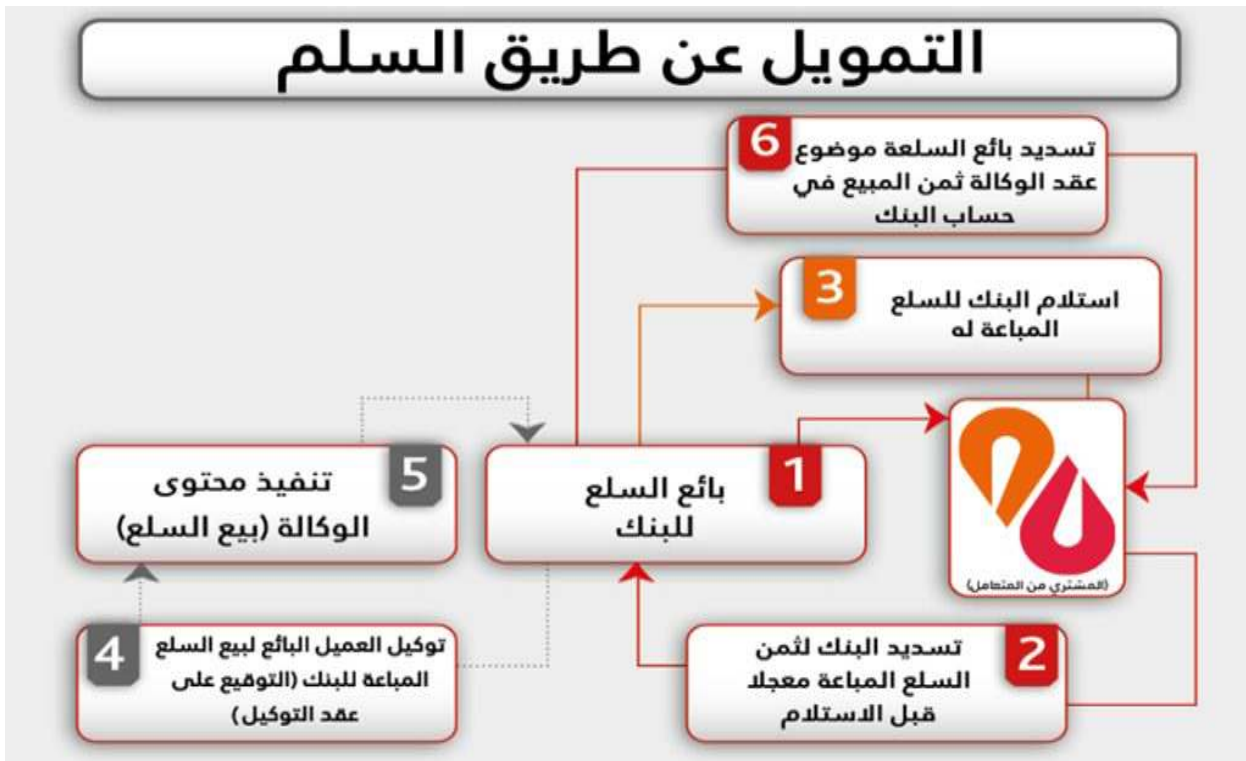 التمويل عن طريق السلم
6
تسديد بائع السلعة موضوع
عقد الوكالة ثمن المبيع في
حساب البنك
3
استلام البنك للسلع
المباعة له
1
بائع السلع
للبنك
5
تنفيذ محتوى
الوكالة (بيع السلع)
(المشتري من المتعامل)
2
تسديد البنك لثمن
السلع المباعة معجلا
قبل الاستلام
4
توكيل العميل البائع لبيع السلع
المباعة للبنك (التوقيع على
عقد التوكيل)